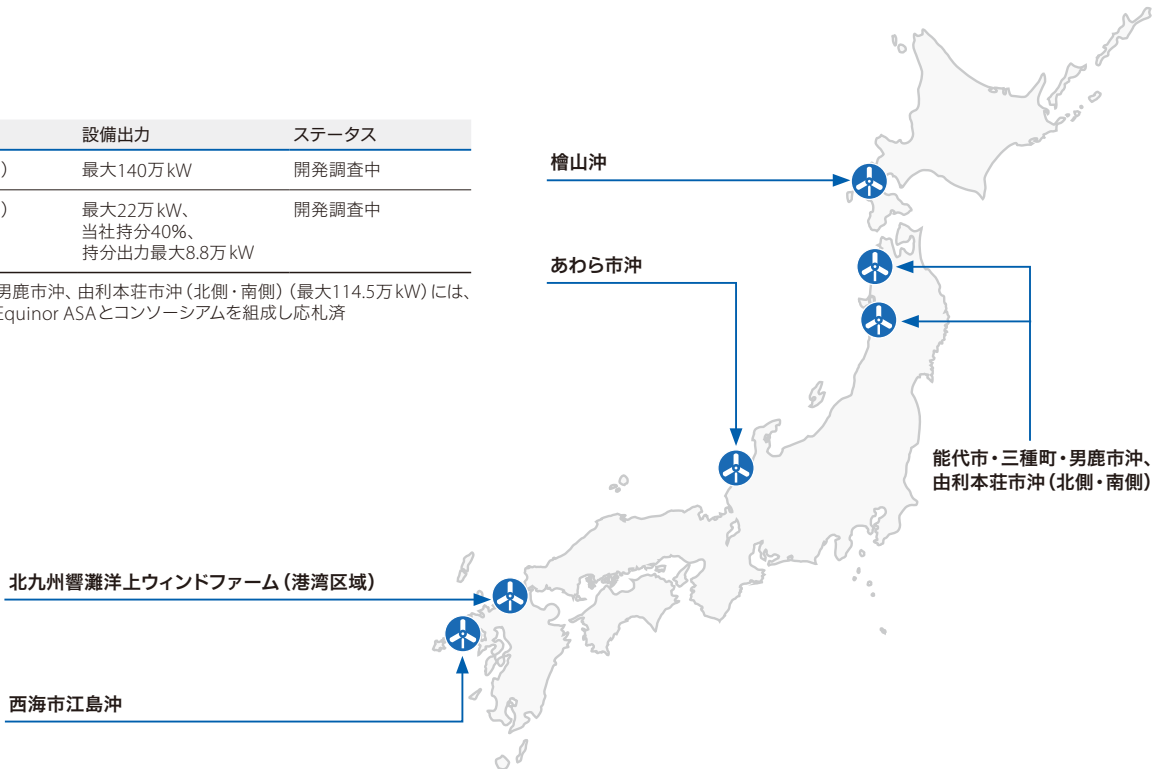 設備出力 ステータス
) 最大140万kW 開発調査中
) 最大22万kW、 開発調査中
当社持分40%、
持分出力最大8.8万kW
男鹿市沖、由利本荘市沖(北側・南側)(最大114.5万kW)には、
Equinor ASAとコンソーシアムを組成し応札済
檜山沖
あわら市沖
能代市・三種町・男鹿市沖、
由利本荘市沖(北側・南側)
北九州響灘洋上ウィンドファーム(港湾区域)
西海市江島沖